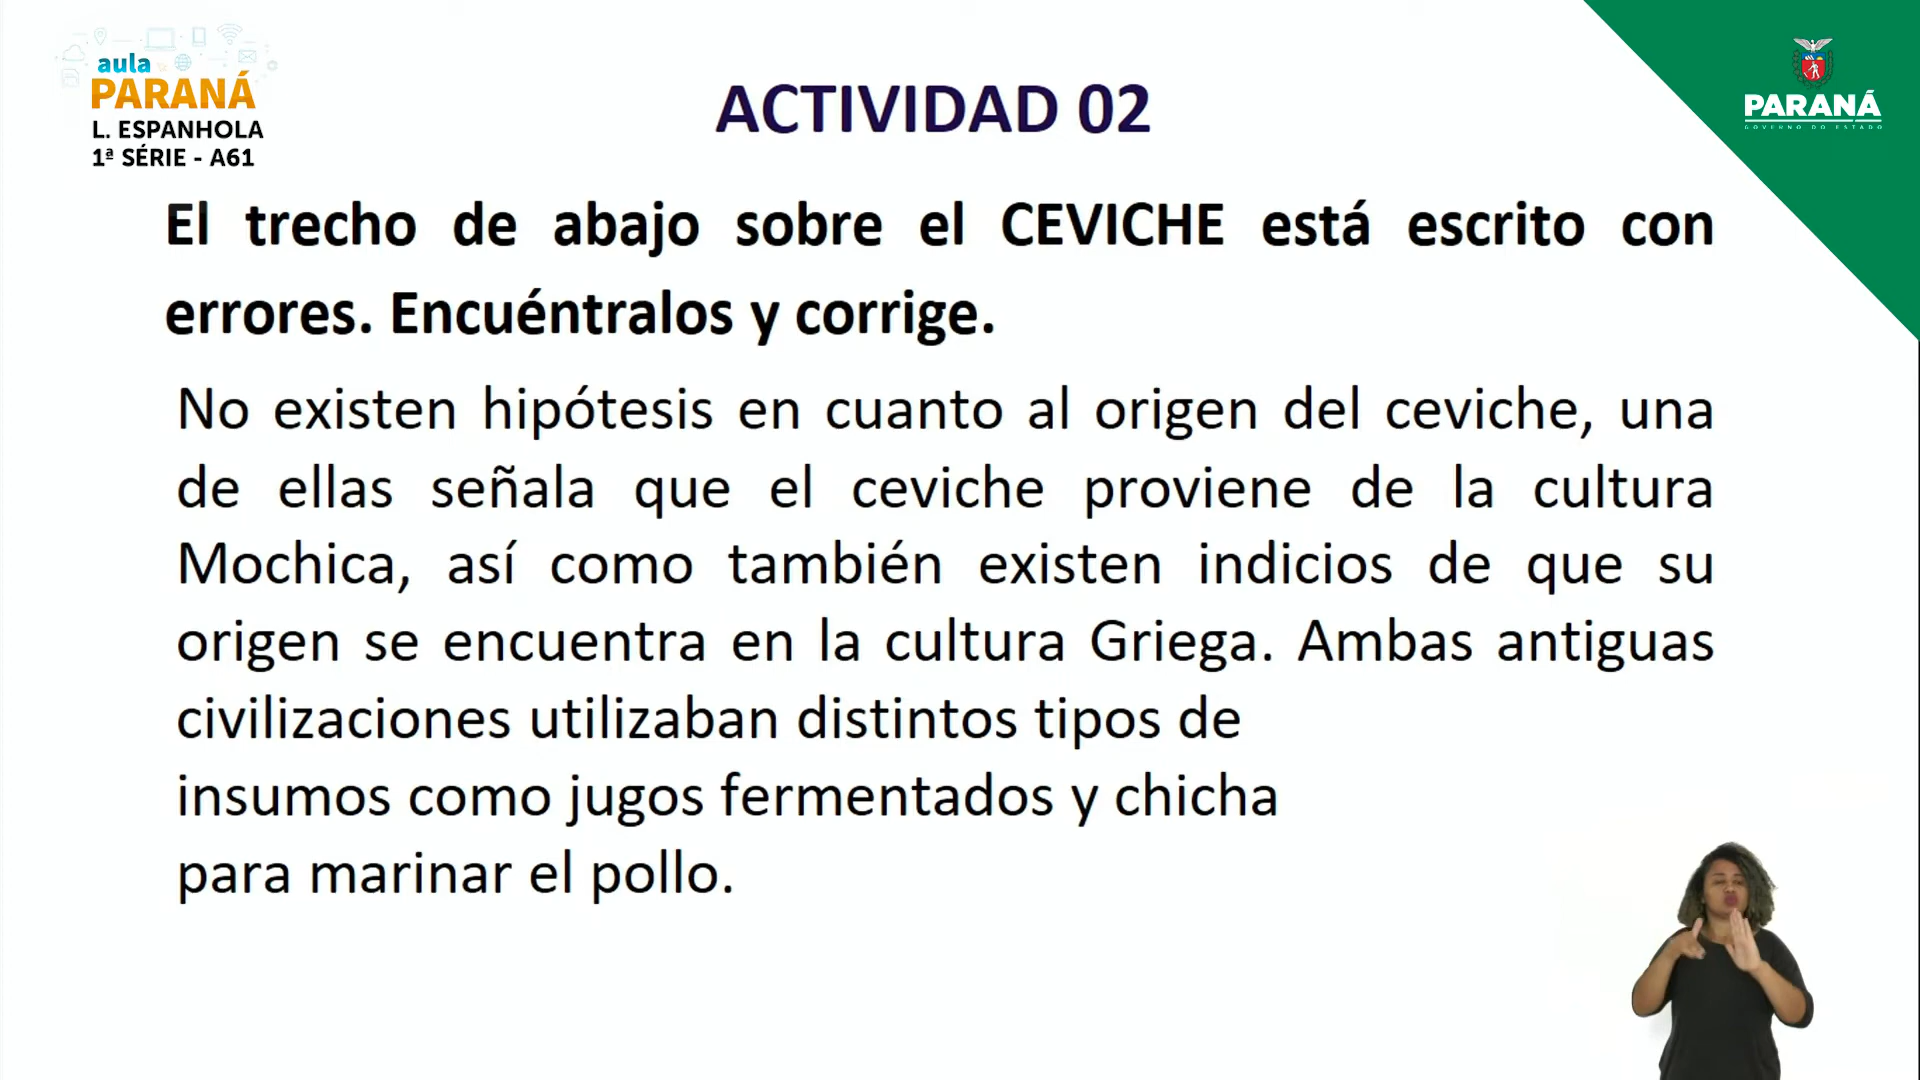 aula
PARANÁ
L. ESPANHOLA
1ª SÉRIE - A61
PARANÁ
GOVERNO DO ESTADO
ACTIVIDAD 02
El trecho de abajo sobre el CEVICHE está escrito con
errores. Encuéntralos y corrige.
No existen hipótesis en cuanto al origen del ceviche, una
de ellas señala que el ceviche proviene de la cultura
Mochica, así como también existen indicios de que su
origen se encuentra en la cultura Griega. Ambas antiguas
civilizaciones utilizaban distintos tipos de
insumos como jugos fermentados y chicha
para marinar el pollo.